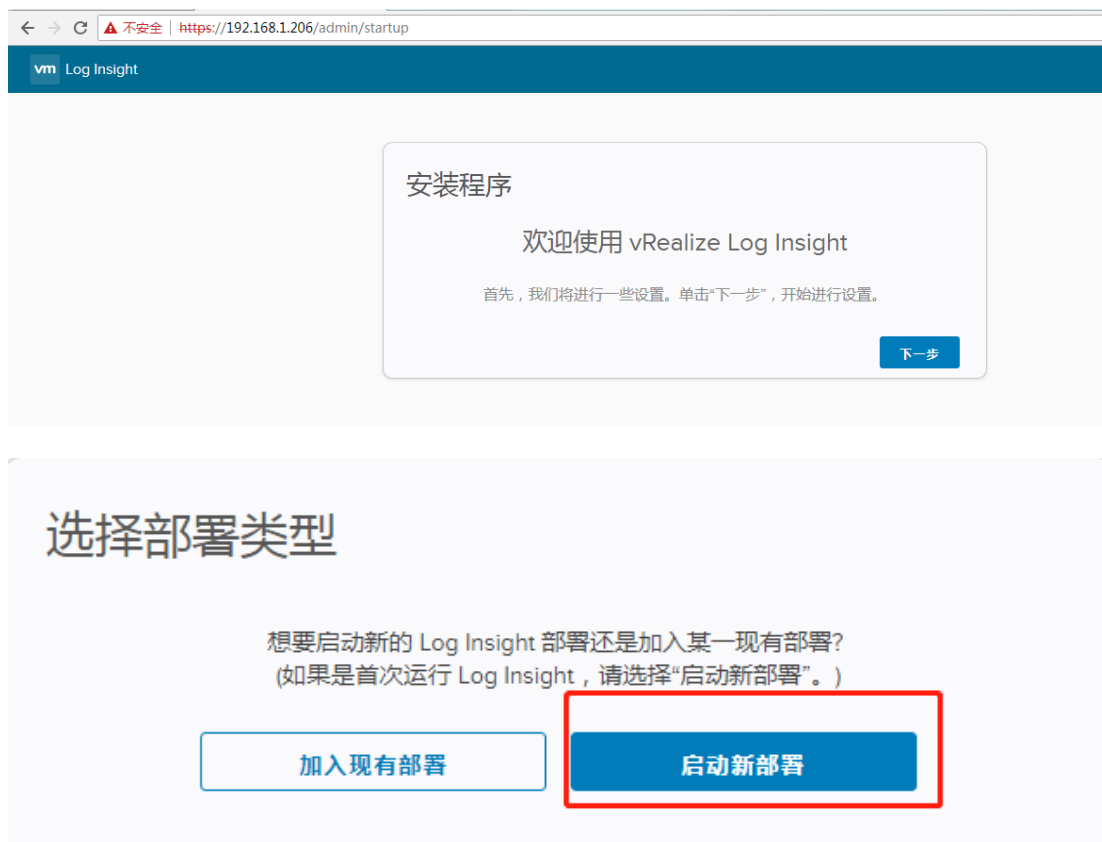 不安全 | https://192.168.1.206/admin/startup
vm Log Insight
安装程序
欢迎使用 vRealize Log Insight
首先，我们将进行一些设置。单击“下一步”，开始进行设置。
下一步
选择部署类型
想要启动新的 Log Insight 部署还是加入某一现有部署?
(如果是首次运行 Log Insight，请选择“启动新部署”。)
加入现有部署 启动新部署